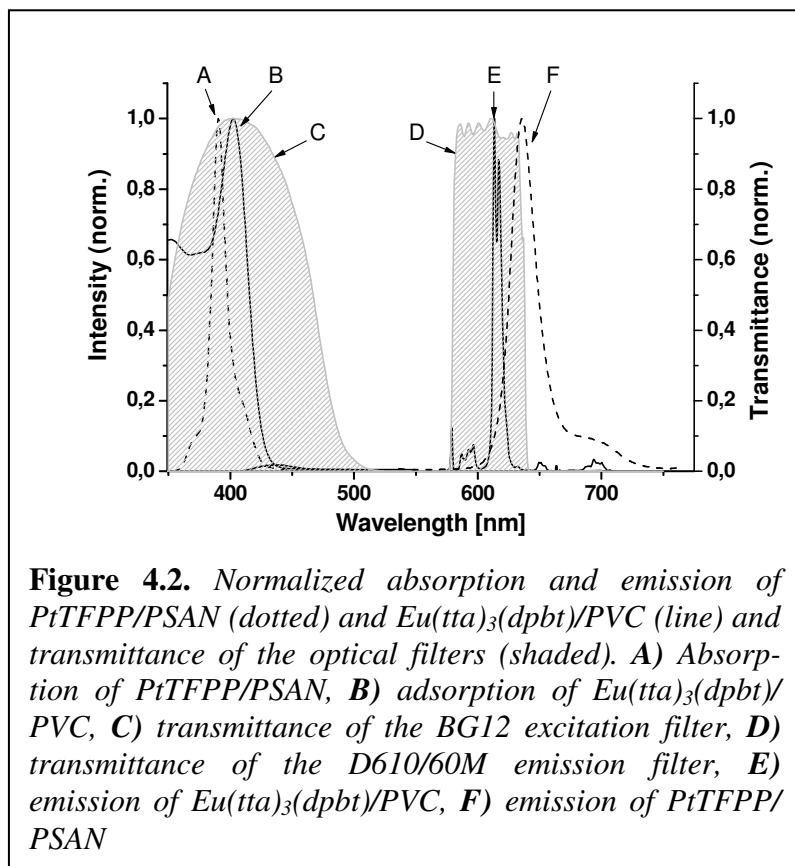 A B C D E F
1,0 1,0
0,8 0,8
0,6 0,6
0,4 0,4
0,2 0,2
0,0 0,0
400 500 600 700
Intensity (norm.)
Transmittance (norm.)
Wavelength [nm]
Figure 4.2. Normalized absorption and emission of
PtTFPP/PSAN (dotted) and Eu(tta)3(dpbt)/PVC (line) and
transmittance of the optical filters (shaded). A) Absorp-
tion of PtTFPP/PSAN, B) adsorption of Eu(tta)3(dpbt)/
PVC, C) transmittance of the BG12 excitation filter, D)
transmittance of the D610/60M emission filter, E)
emission of Eu(tta)3(dpbt)/PVC, F) emission of PtTFPP/
PSAN